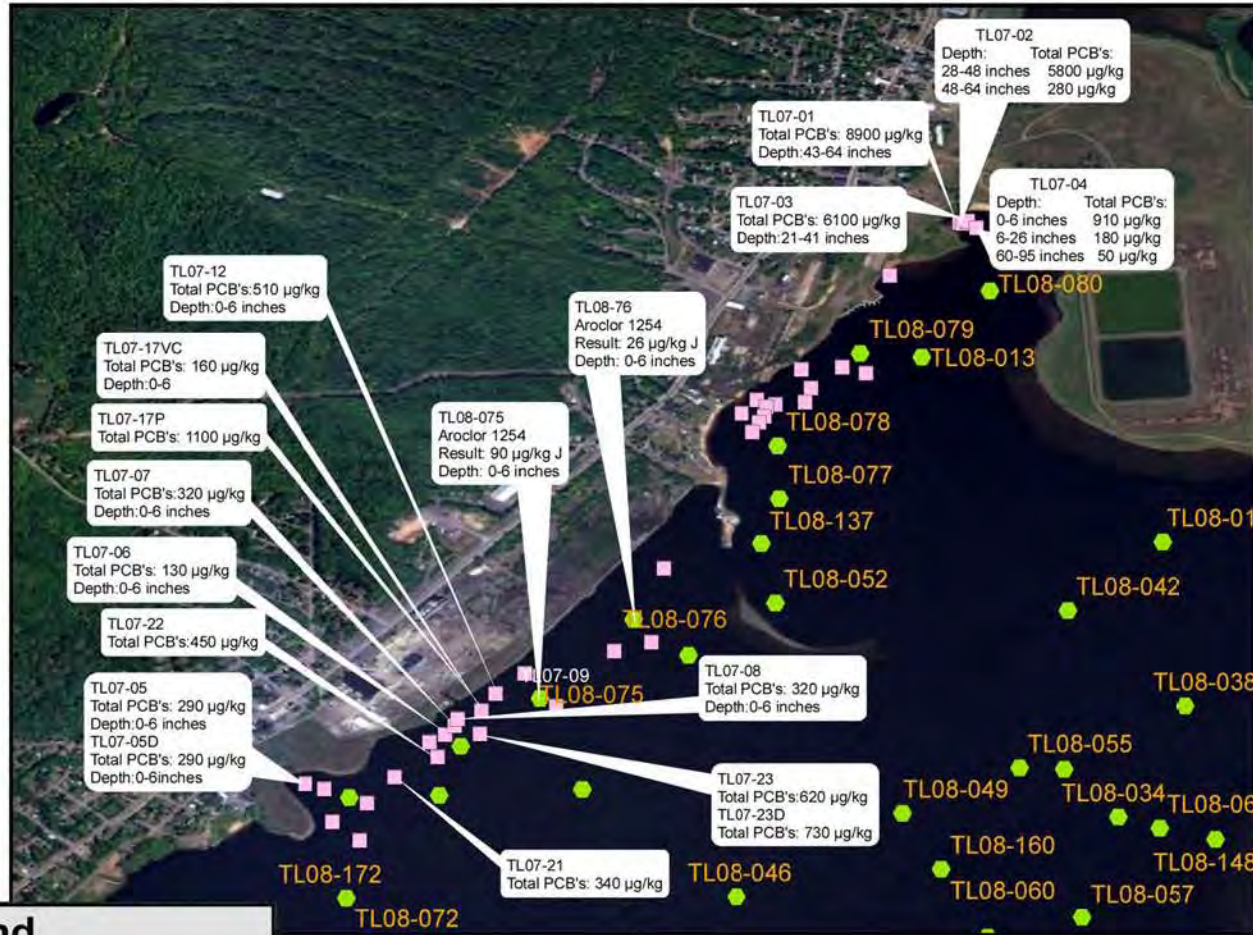 TL07-02
Depth: Total PCB's:
28-48 inches 5800 µg/kg
48-64 inches 280 µg/kg
TL07-01
Total PCB's: 8900 µg/kg
Depth:43-64 inches
TL07-03
Total PCB's: 6100 µg/kg
Depth:21-41 inches
TL07-04
Depth: Total PCB's:
0-6 inches 910 µg/kg
6-26 inches 180 µg/kg
60-95 inches 50 µg/kg
TL07-12
Total PCB's:510 µg/kg
Depth:0-6 inches
TL08-76
Aroclor 1254
Result: 26 µg/kg J
Depth: 0-6 inches
TL07-17VC
Total PCB's: 160 µg/kg
Depth:0-6
TL07-17P
Total PCB's: 1100 µg/kg
TL08-075
Aroclor 1254
Result: 90 µg/kg J
Depth: 0-6 inches
TL07-07
Total PCB's:320 µg/kg
Depth:0-6 inches
TL07-06
Total PCB's: 130 µg/kg
Depth:0-6 inches
TL07-22
Total PCB's:450 µg/kg
TL07-05
Total PCB's: 290 µg/kg
Depth:0-6 inches
TL07-05D
Total PCB's: 290 µg/kg
Depth:0-6inches
TL07-08
Total PCB's: 320 µg/kg
Depth:0-6 inches
TL07-23
Total PCB's:620 µg/kg
TL07-23D
Total PCB's: 730 µg/kg
TL07-21
Total PCB's: 340 µg/kg
TL08-080
TL08-079
TL08-013
TL08-078
TL08-077
TL08-137
TL08-052
TL08-076
TL07-09
TL08-075
TL08-01
TL08-042
TL08-038
TL08-055
TL08-049
TL08-034
TL08-06
TL08-148
TL08-160
TL08-060
TL08-057
TL08-046
TL08-172
TL08-072
nd